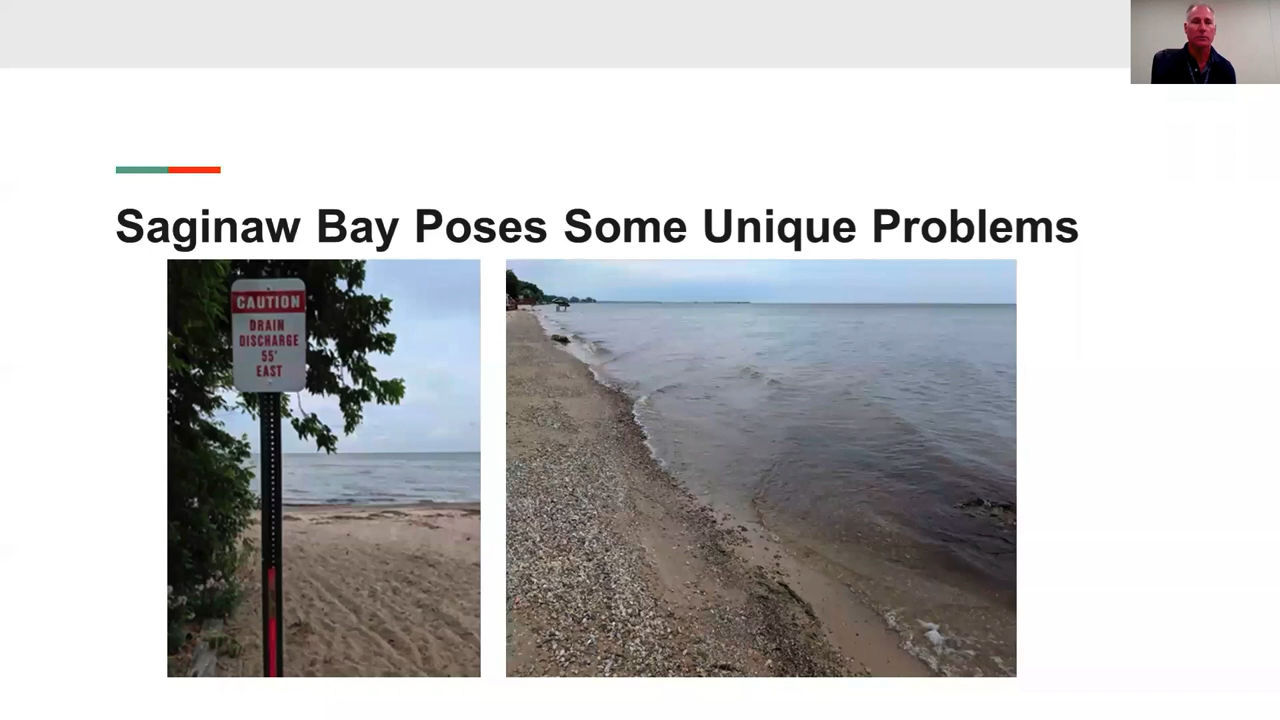 Saginaw Bay Poses Some Unique Problems
CAUTION
DRAIN
DISCHARGE
55'
EAST